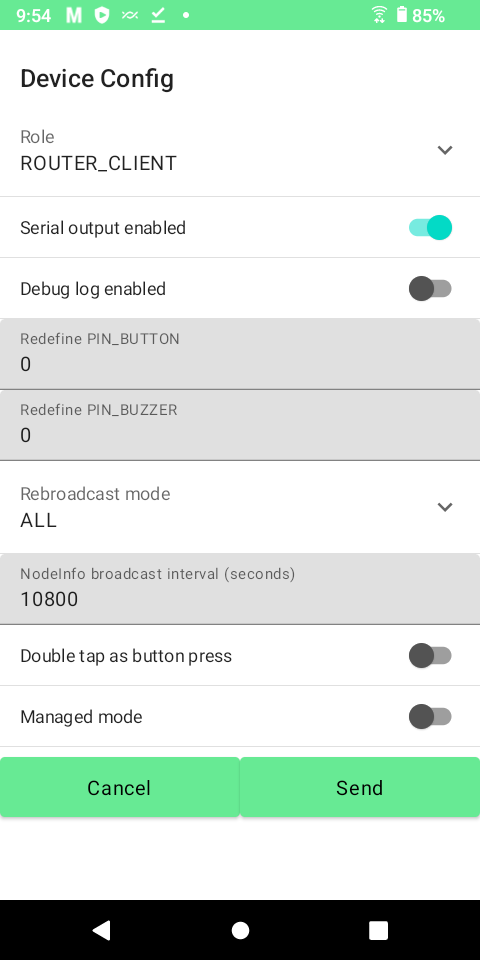 9:54
85%
Device Config
Role
ROUTER_CLIENT
Serial output enabled
Debug log enabled
Redefine PIN_BUTTON
0
Redefine PIN_BUZZER
0
Rebroadcast mode
ALL
NodeInfo broadcast interval (seconds)
10800
Double tap as button press
Managed mode
Cancel
Send